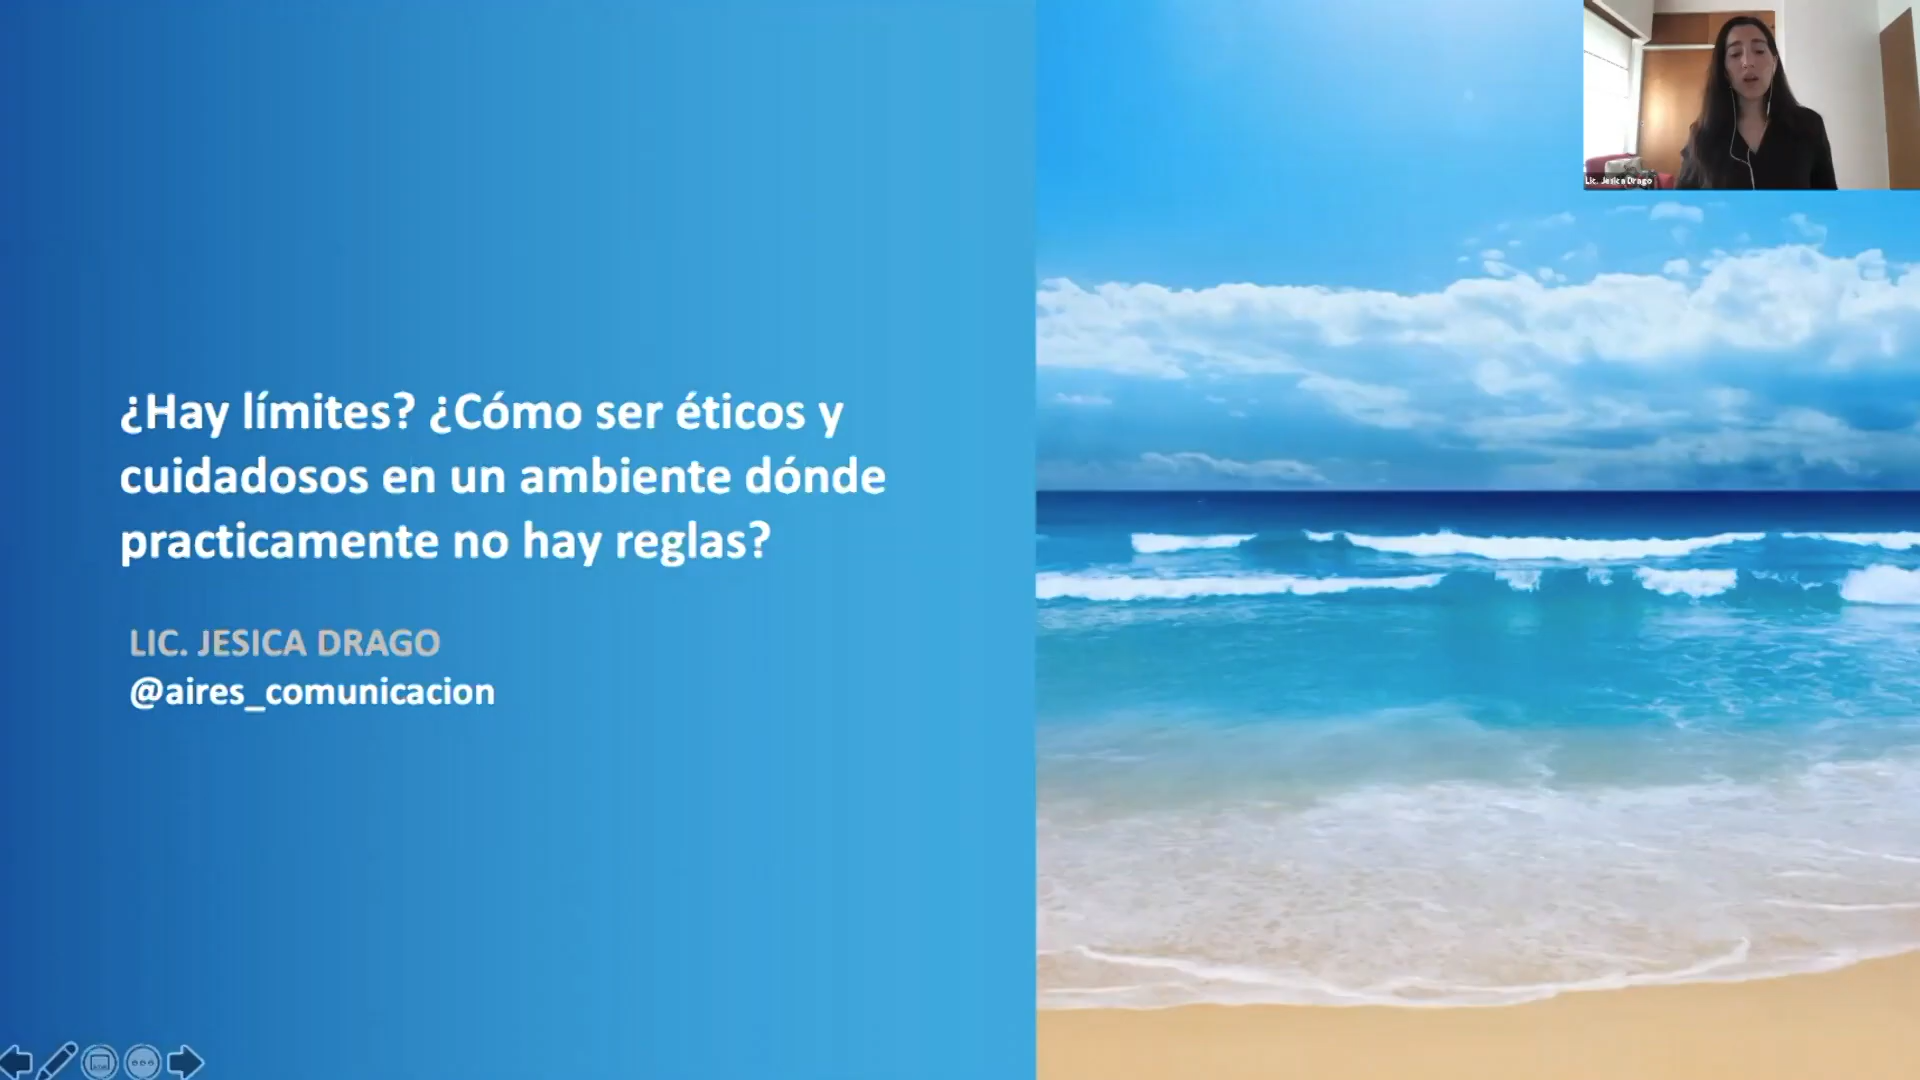 Lic. Jesica Drago
¿Hay límites? ¿Cómo ser éticos y
cuidadosos en un ambiente dónde
practicamente no hay reglas?
LIC. JESICA DRAGO
@aires_comunicacion